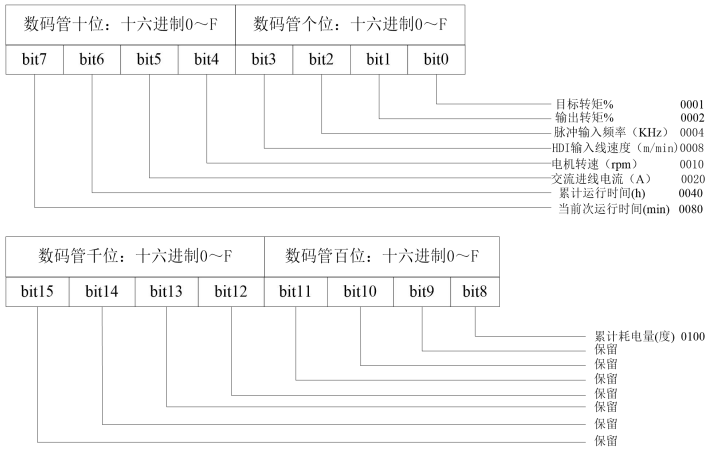 数码管十位：十六进制0～F 数码管个位：十六进制0～F
bit7 bit6 bit5 bit4 bit3 bit2 bit1 bit0
目标转矩% 0001
输出转矩% 0002
脉冲输入频率（KHz） 0004
HDI输入线速度（m/min)0008
电机转速（rpm） 0010
交流进线电流（A） 0020
累计运行时间(h) 0040
当前次运行时间(min) 0080
数码管千位：十六进制0～F 数码管百位：十六进制0～F
bit15 bit14 bit13 bit12 bit11 bit10 bit9 bit8
累计耗电量(度) 0100
保留
保留
保留
保留
保留
保留
保留